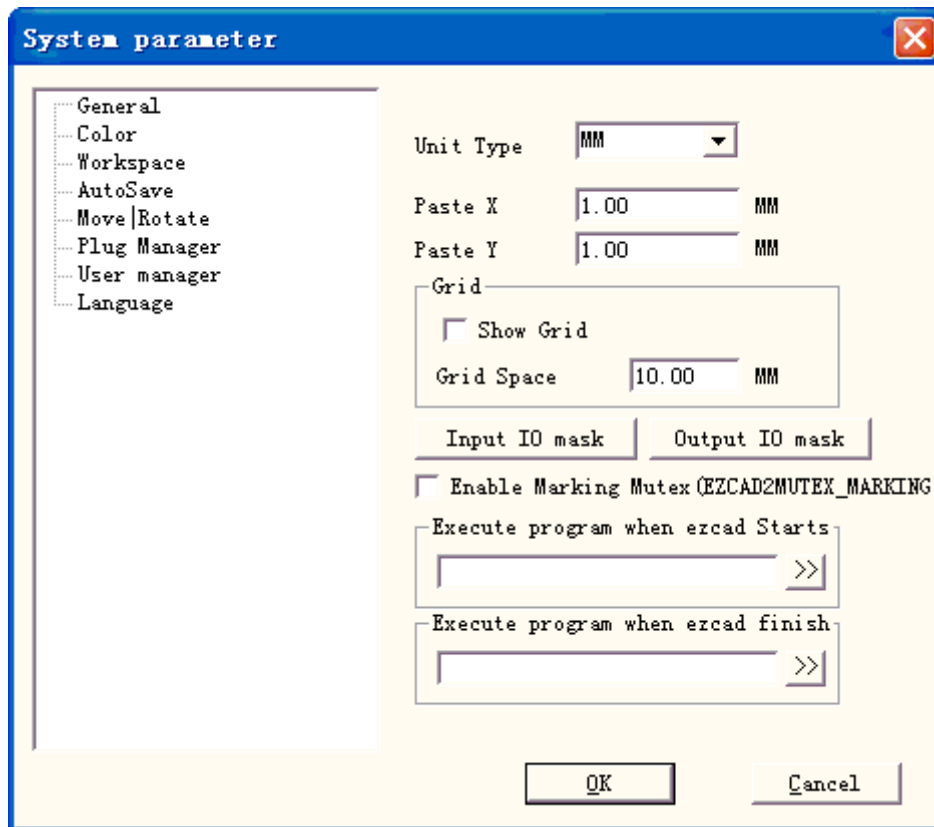 System parameter
General
Color
Workspace
AutoSave
Move|Rotate
Plug Manager
User manager
Language
Unit Type MM
Paste X 1.00 MM
Paste Y 1.00 MM
Grid
Show Grid
Grid Space 10.00 MM
Input IO mask Output IO mask
Enable Marking Mutex(EZCAD2MUTEX_MARKING
Execute program when ezcad Starts
>>
Execute program when ezcad finish
>>
OK Cancel